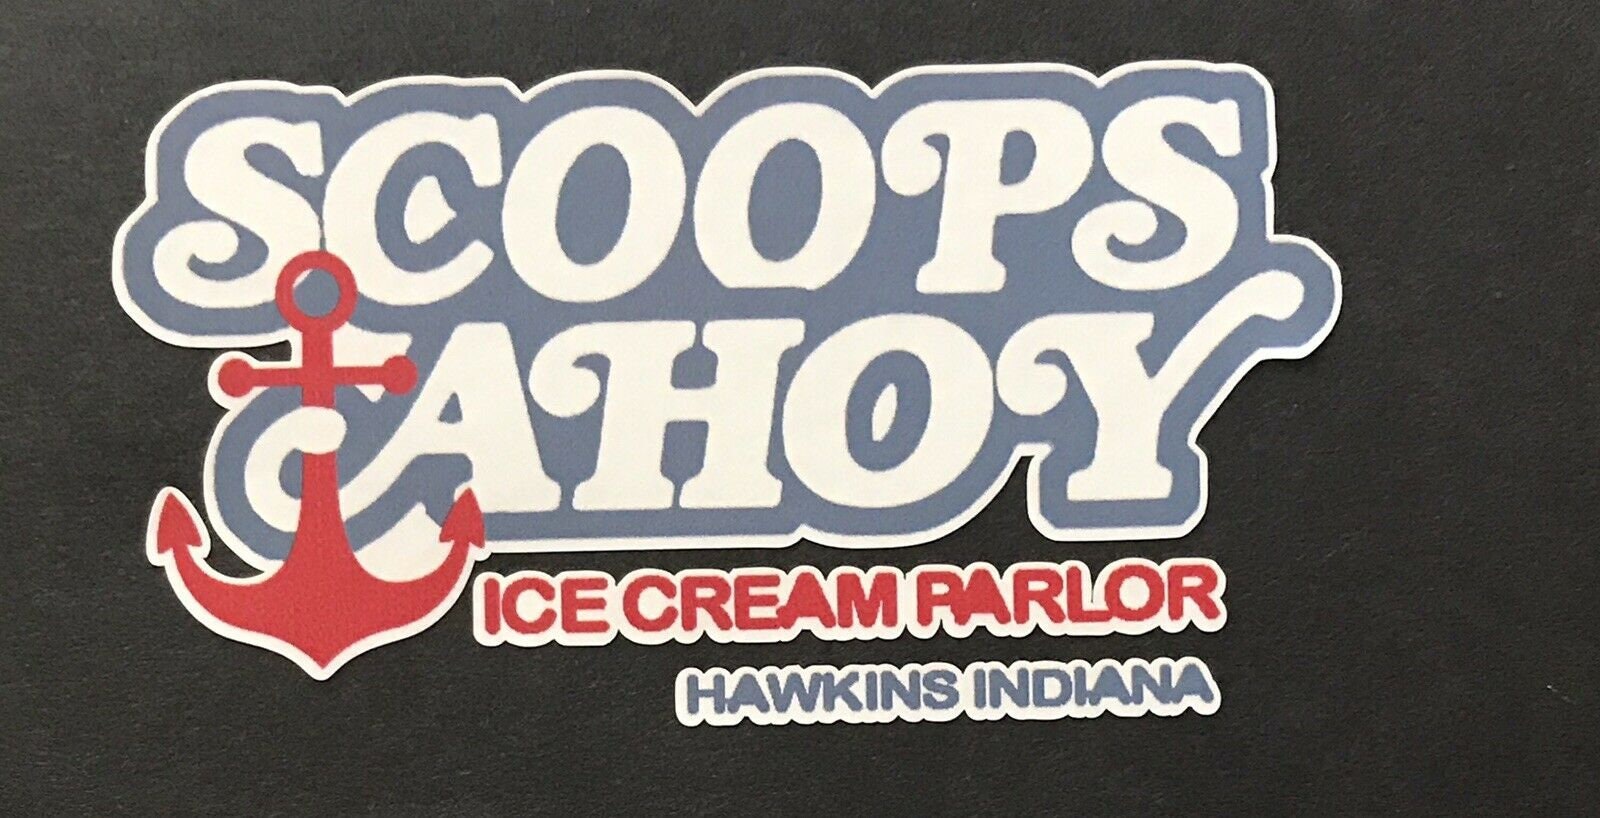 SCOOPS
AHOY
ICE CREAM PARLOR
HAWKINS INDIANA